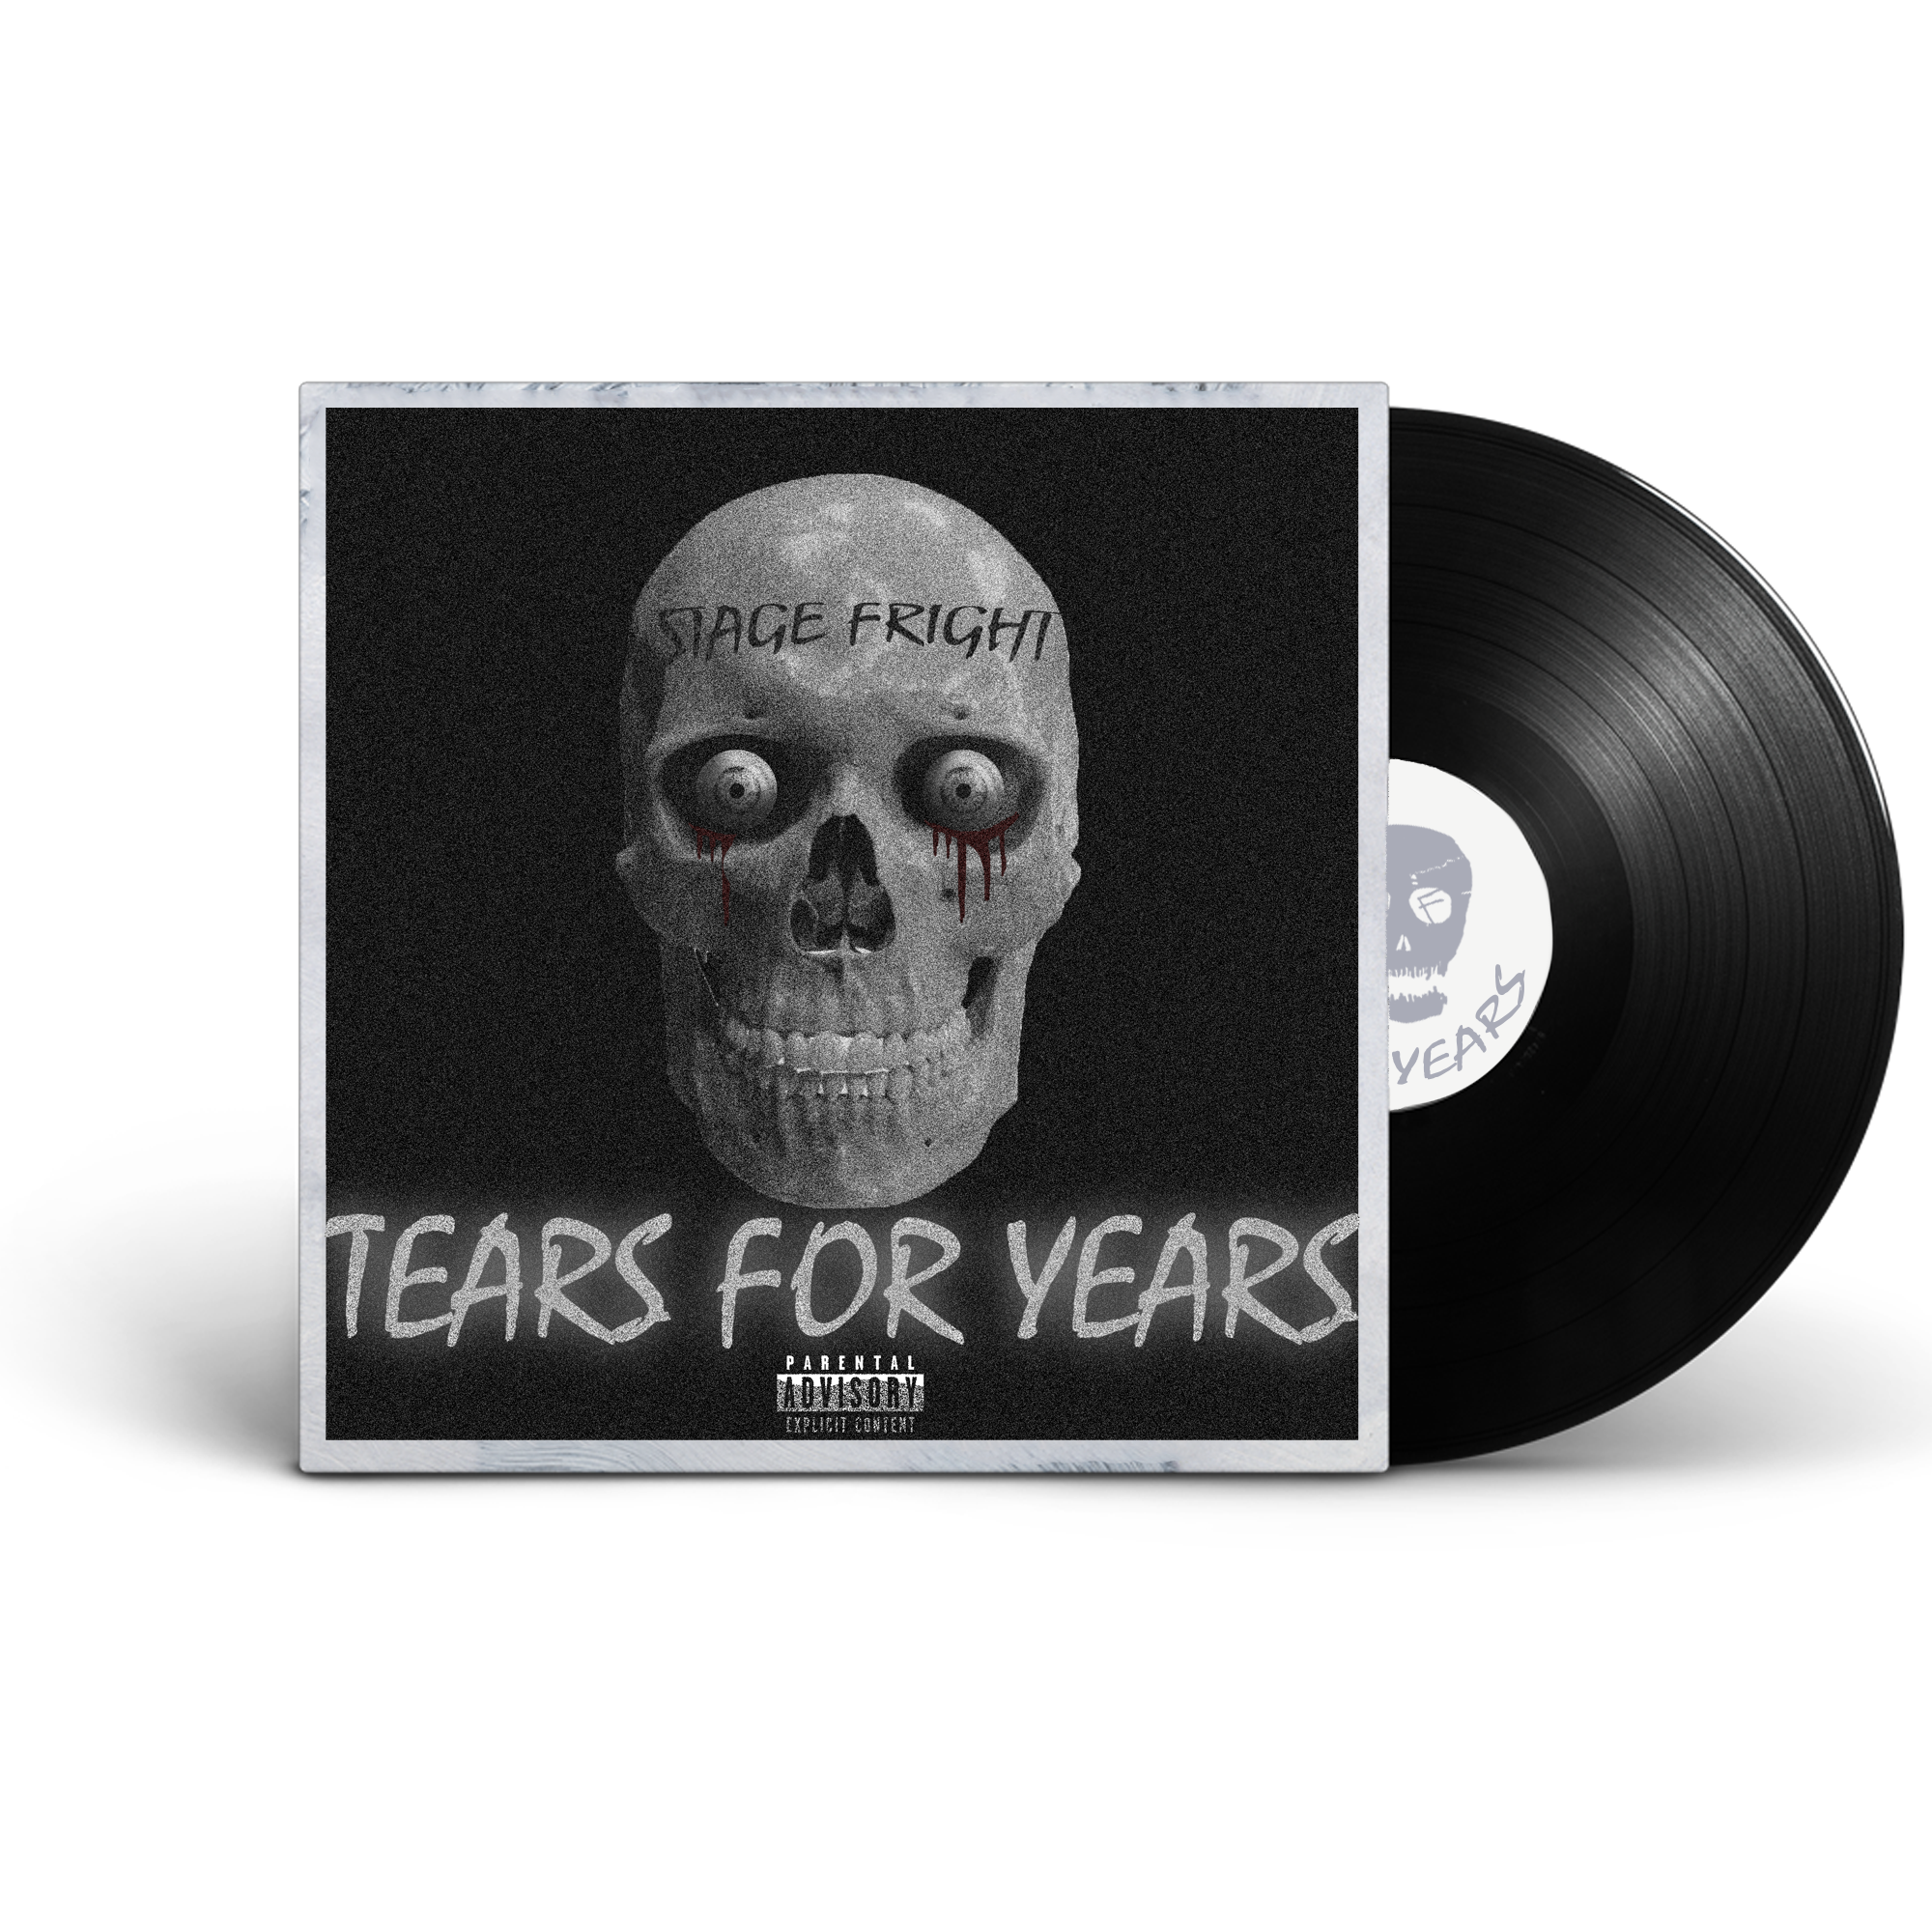 STAGE FRIGHT
TEARS FOR YEARS
PARENTAL
ADVISORY
EXPLICIT CONTENT
F
YEARS